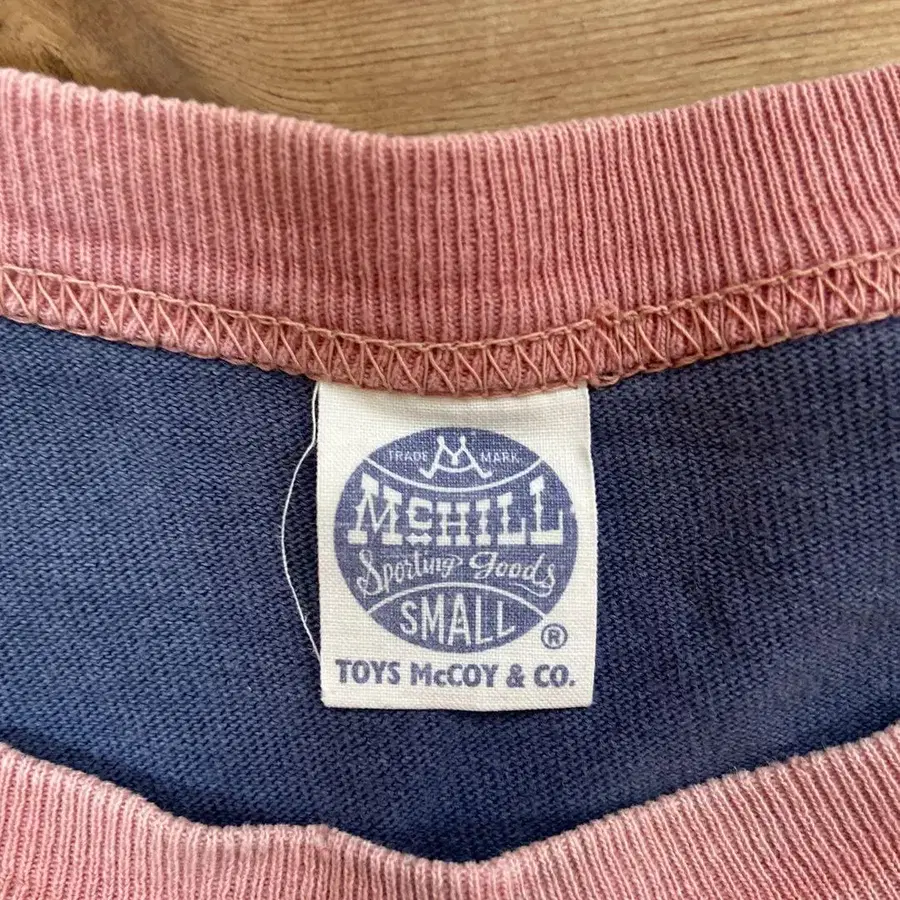 TRADE M MARK
McHILL
Sporting Goods
SMALL
®
TOYS McCOY & CO.